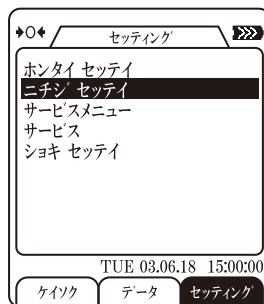 セッティング
ホンタイ セッテイ
ニチジ セッテイ
サービスメニュー
サービス
ショキ セッテイ
TUE 03.06.18 15:00:00
ケイソク データ セッティング